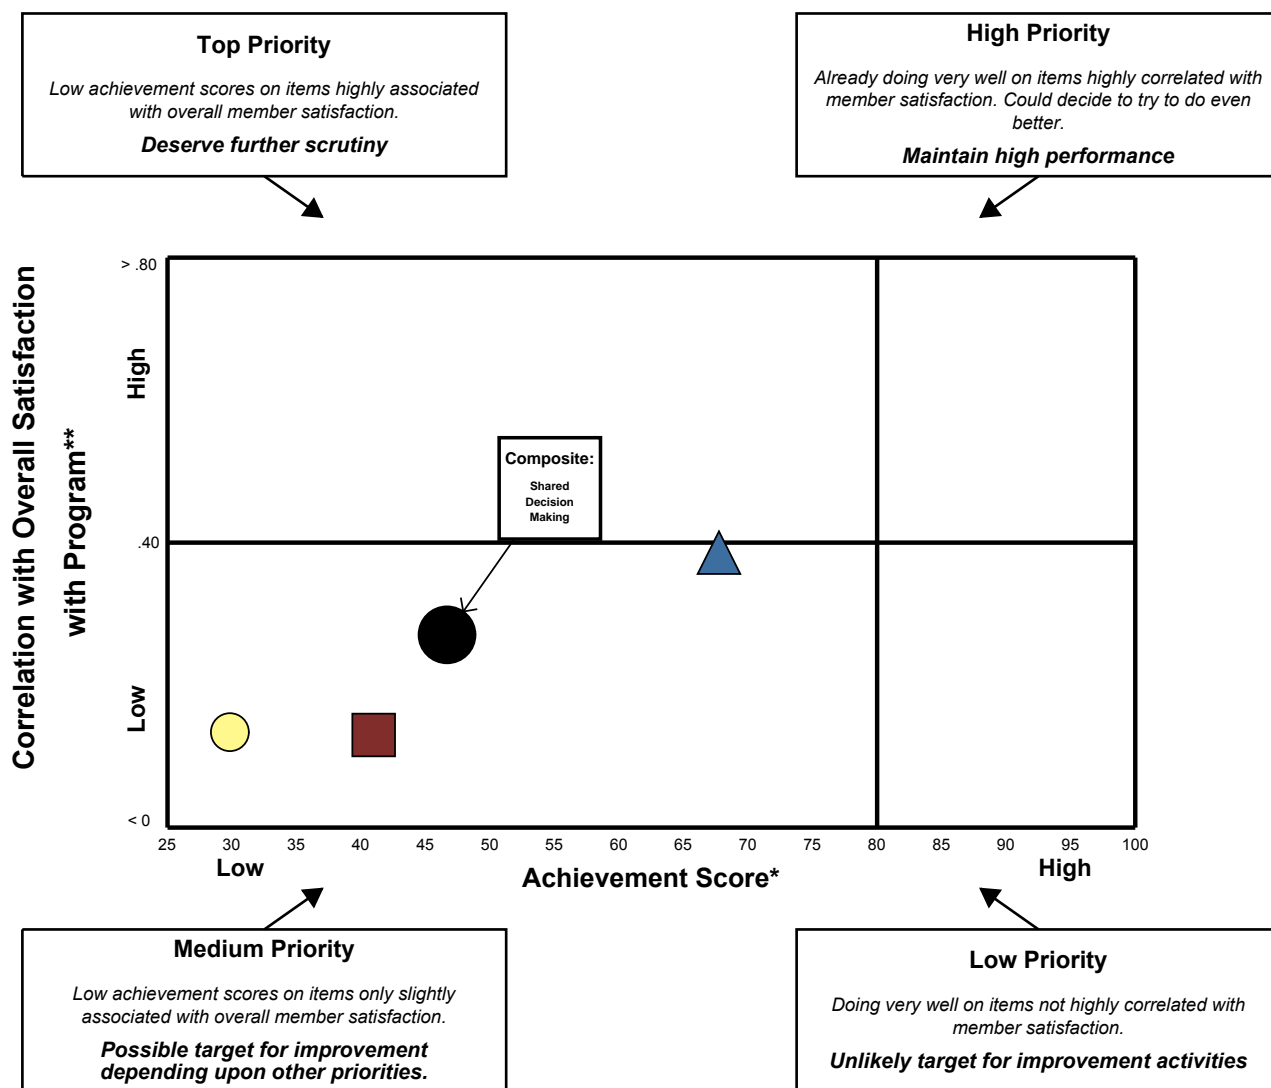 Top Priority
Low achievement scores on items highly associated
with overall member satisfaction.
Deserve further scrutiny
High Priority
Already doing very well on items highly correlated with
member satisfaction. Could decide to try to do even
better.
Maintain high performance
Correlation with Overall Satisfaction
with Program**
> .80
High
.40
Low
< 0
Composite:
Shared
Decision
Making
25 30 35 40 45 50 55 60 65 70 75 80 85 90 95 100
Low
Achievement Score*
High
Medium Priority
Low achievement scores on items only slightly
associated with overall member satisfaction.
Possible target for improvement
depending upon other priorities.
Low Priority
Doing very well on items not highly correlated with
member satisfaction.
Unlikely target for improvement activities